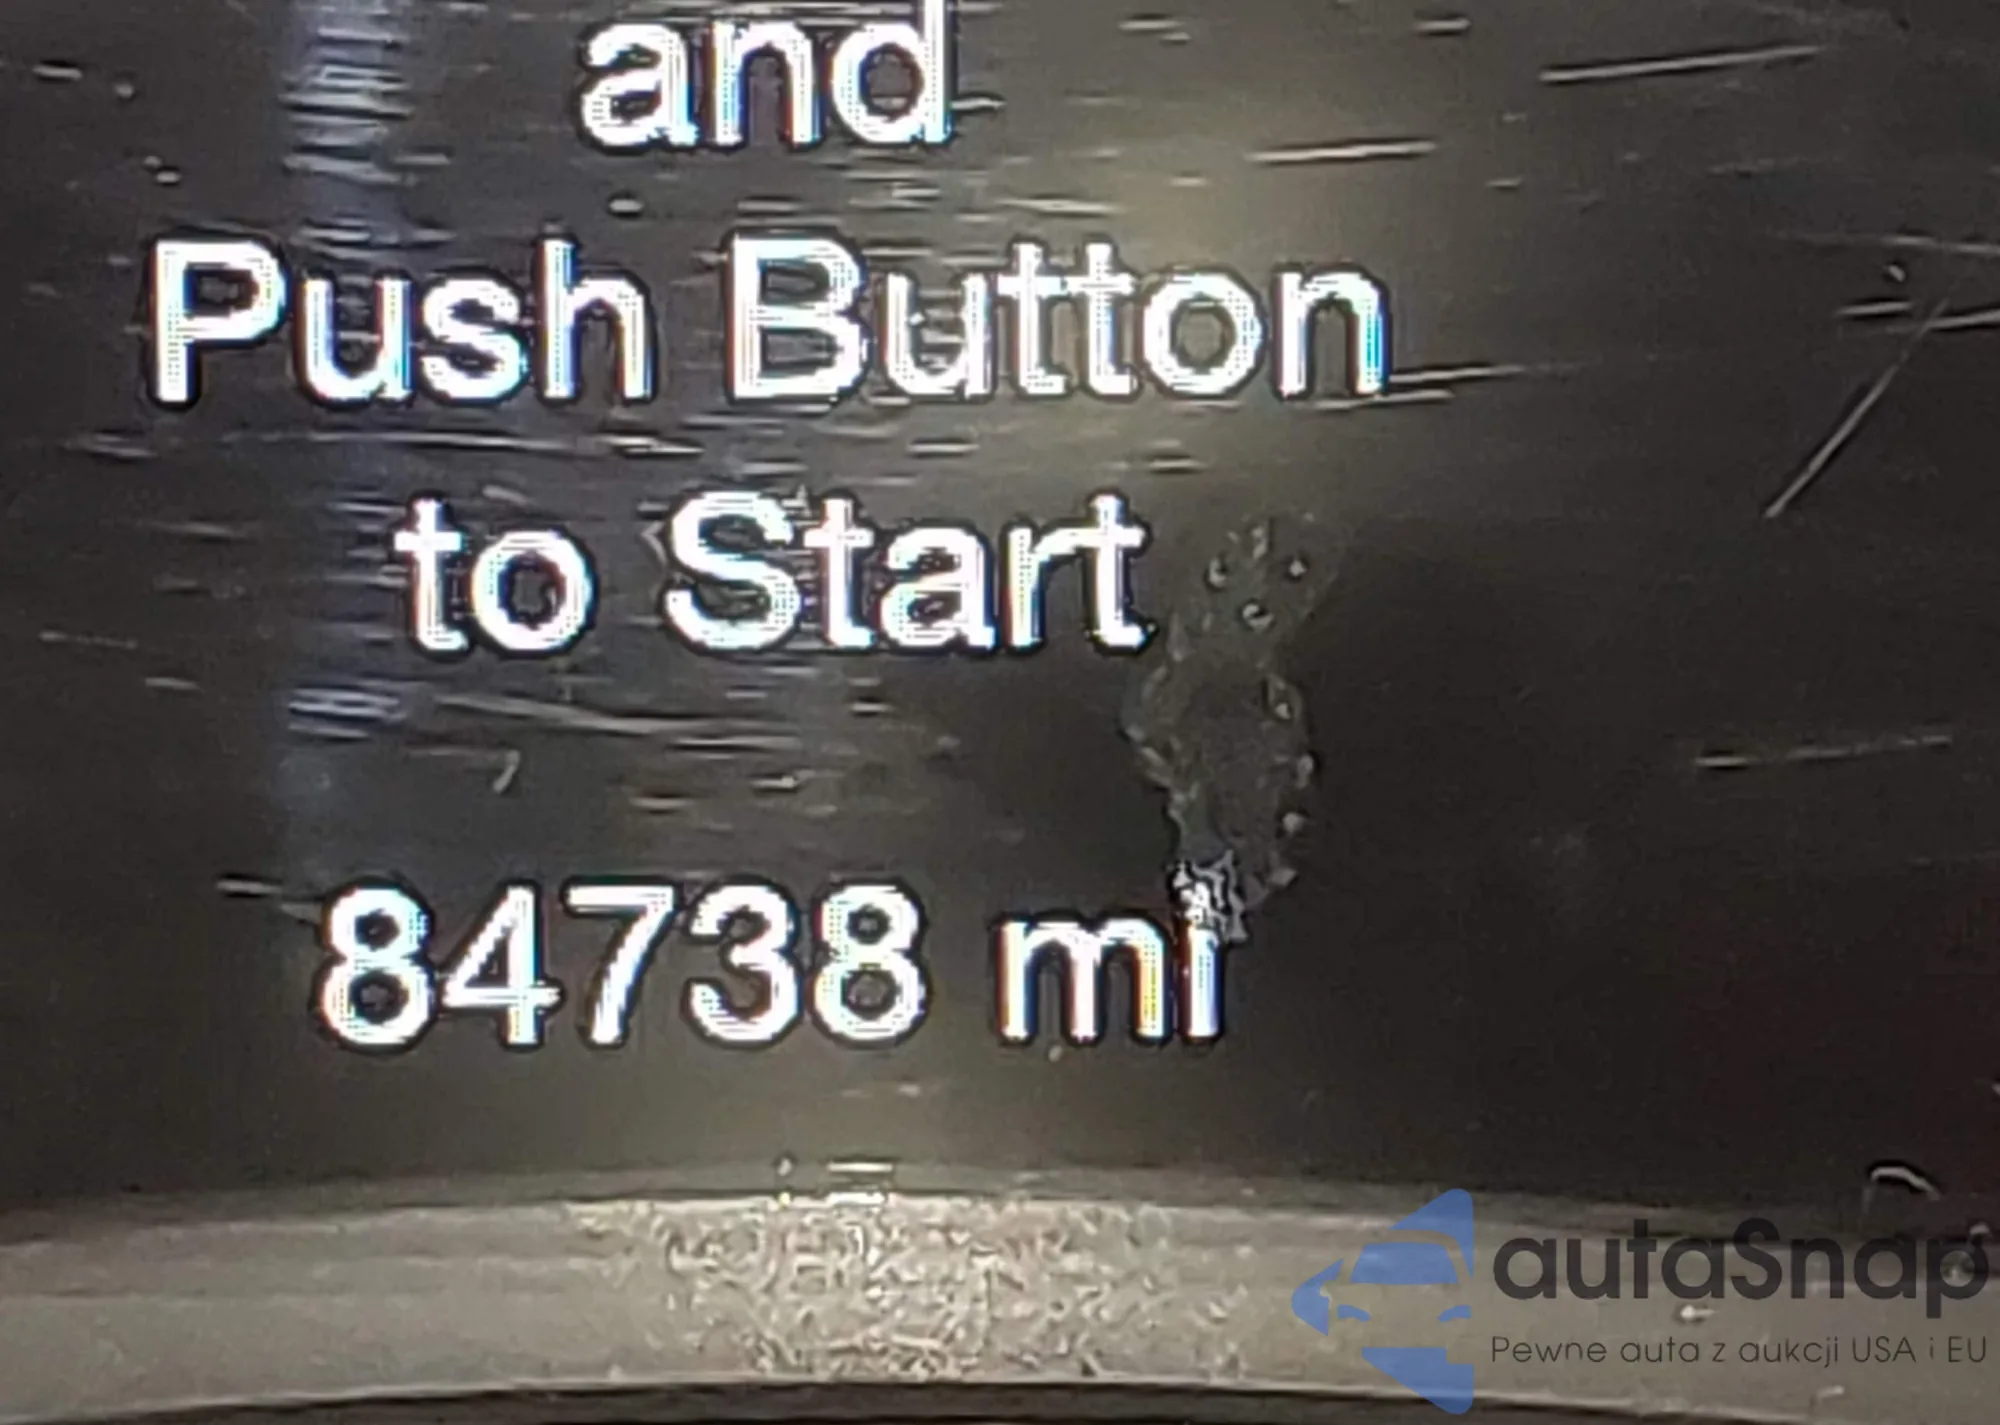 and
Push Button
to Start
84738 mi
autaSnap
Pewne auta z aukcji USA i EU